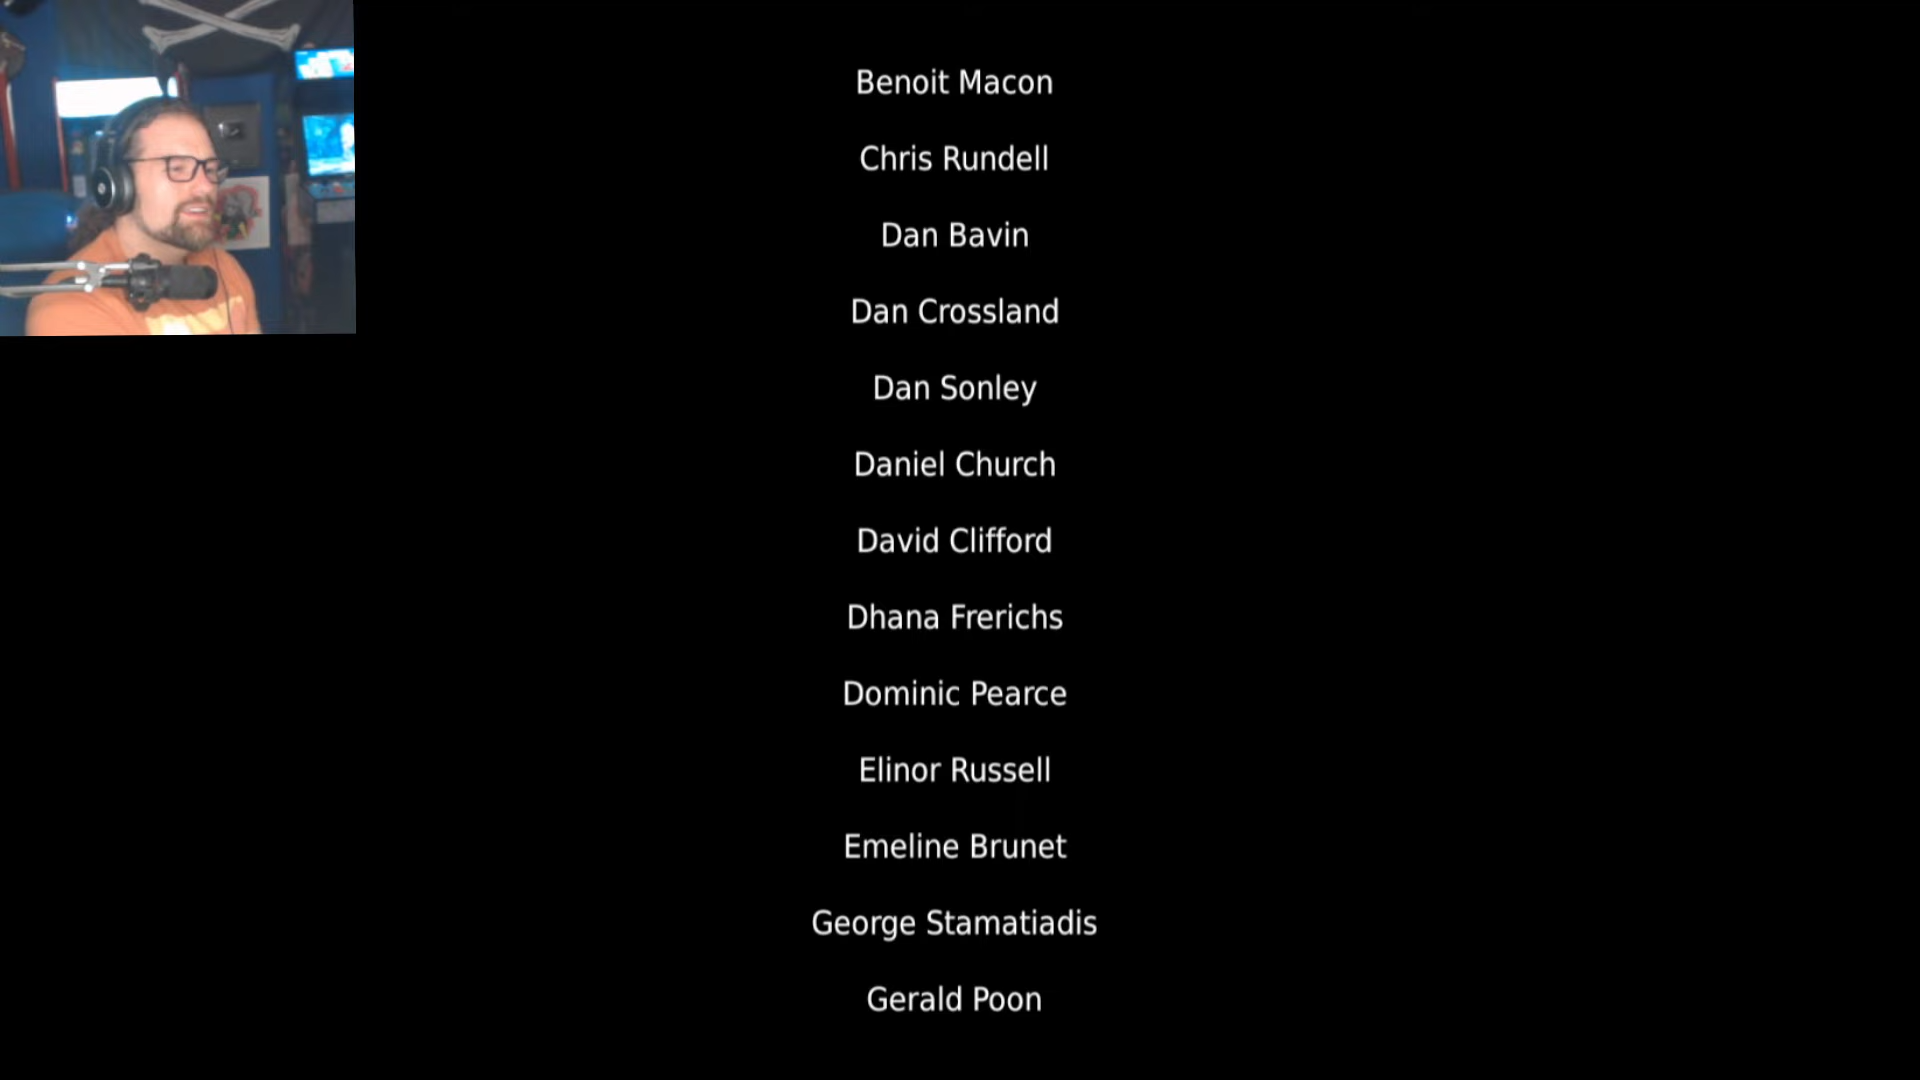 Benoit Macon
Chris Rundell
Dan Bavin
Dan Crossland
Dan Sonley
Daniel Church
David Clifford
Dhana Frerichs
Dominic Pearce
Elinor Russell
Emeline Brunet
George Stamatiadis
Gerald Poon